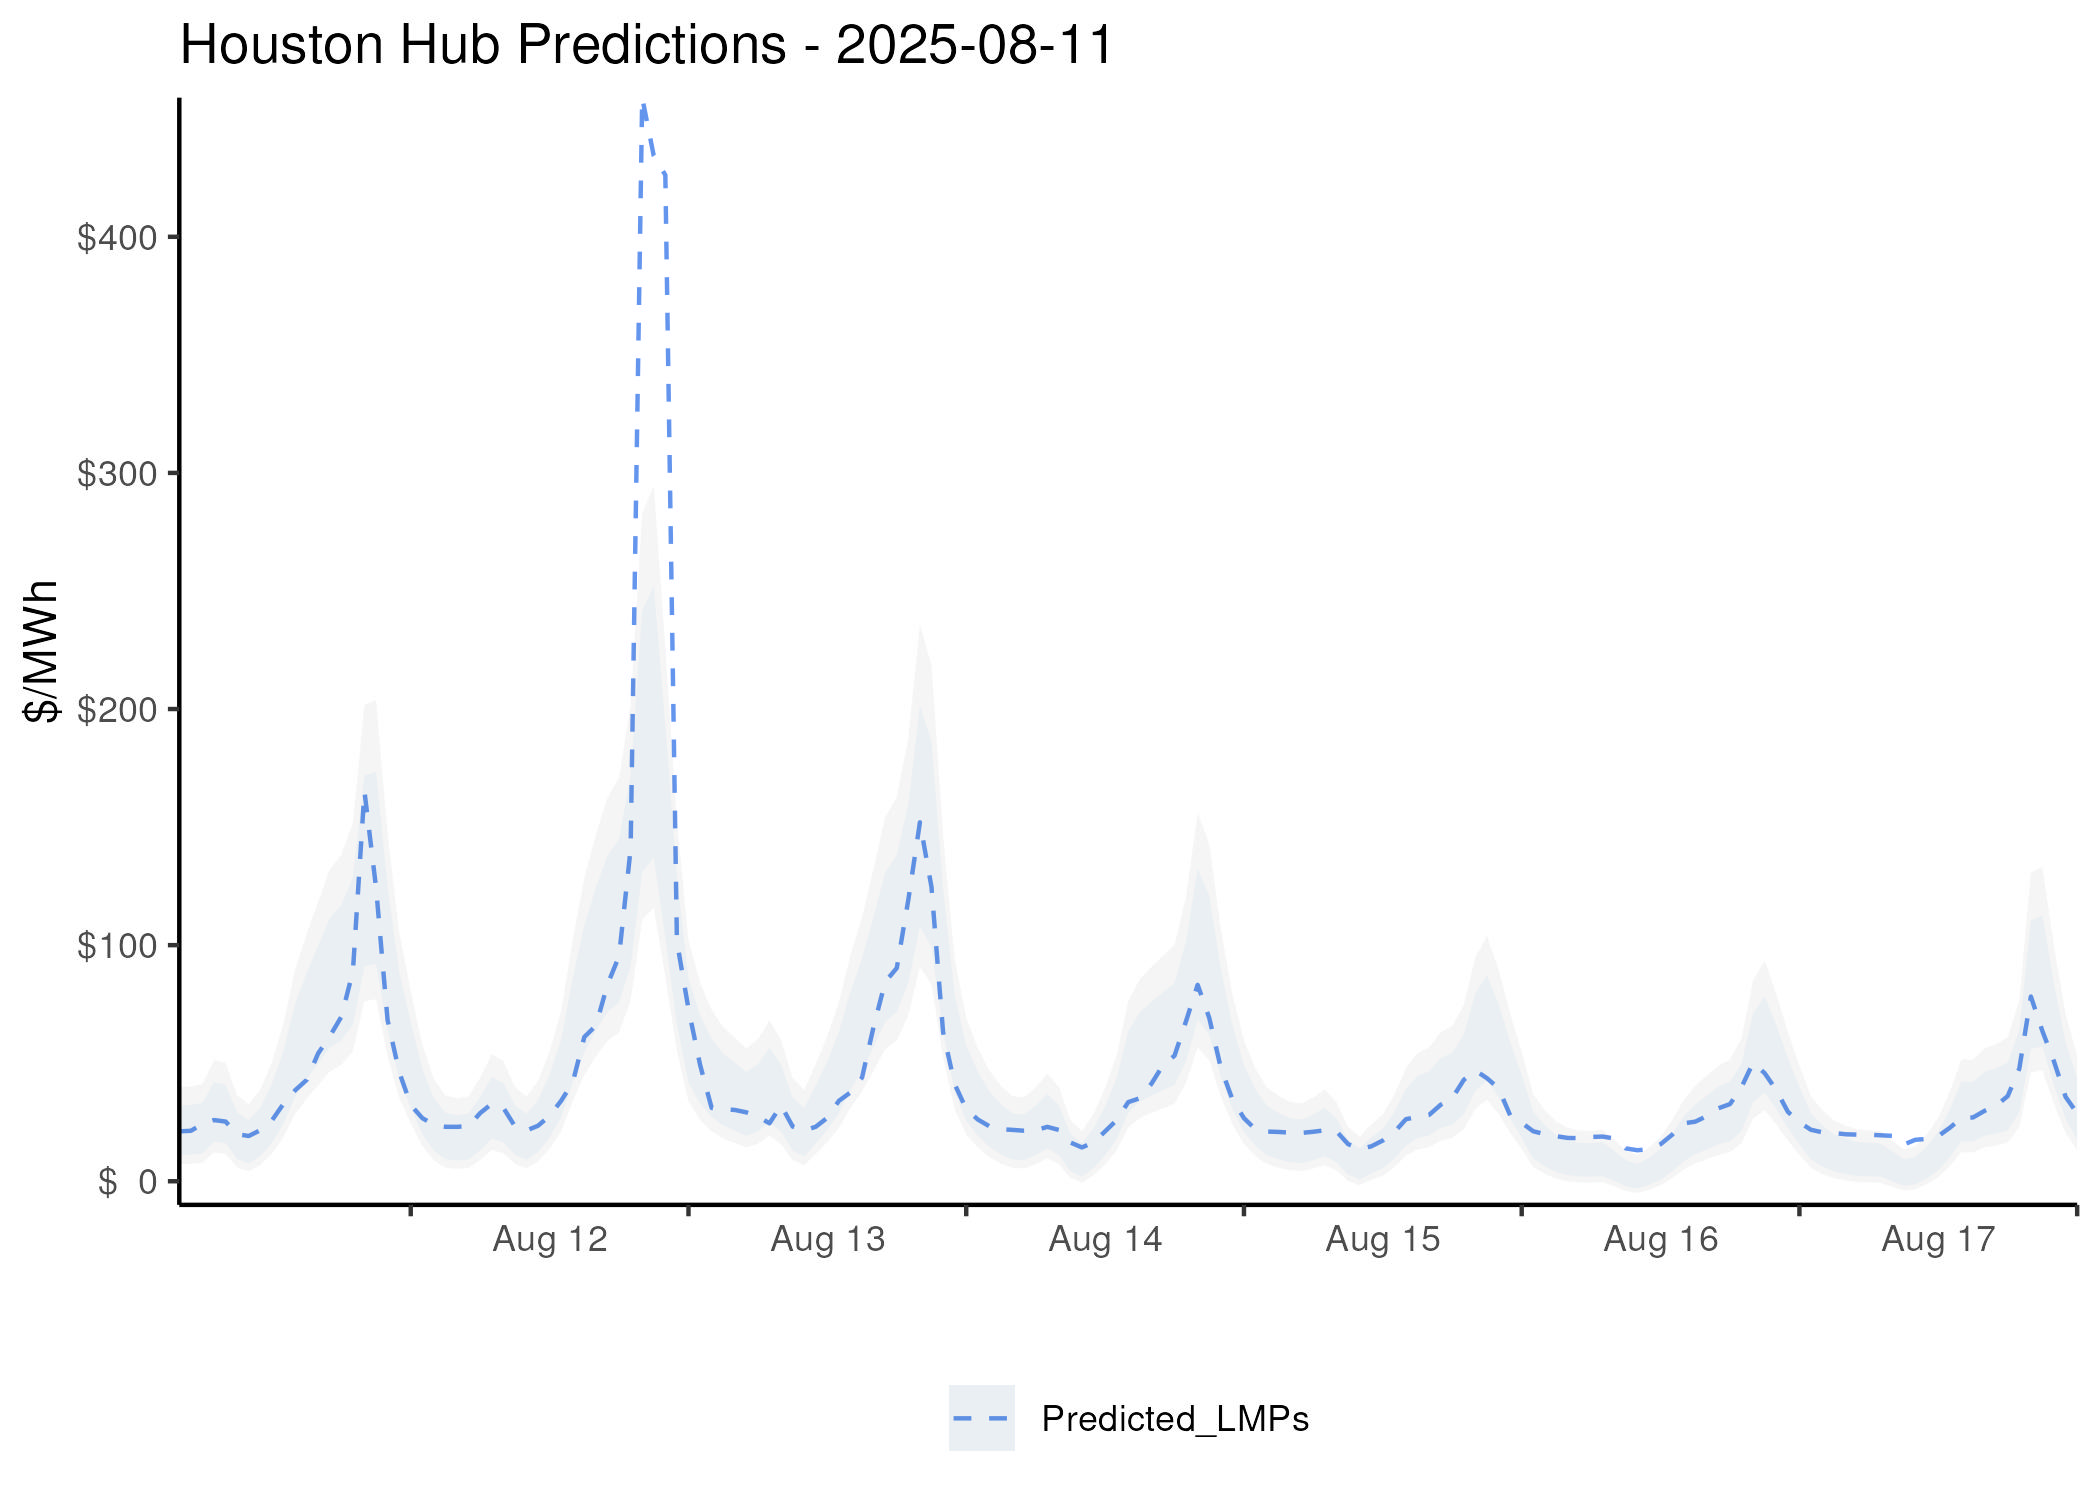 Houston Hub Predictions - 2025-08-11
$/MWh
$400
$300
$200
$100
$ 0
Aug 12
Aug 13
Aug 14
Aug 15
Aug 16
Aug 17
Predicted_LMPs